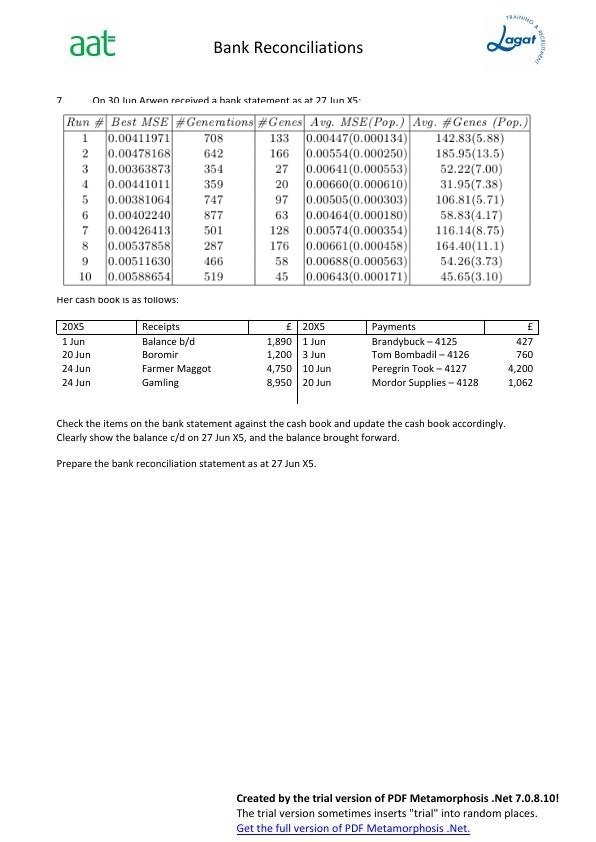 aat
Bank Reconciliations
Lagat
TRAINING & RECRUITMENT
7. On 30 Jun Arwen received a bank statement as at 27 Jun X5:
Run # Best MSE #Generations #Genes Avg. MSE(Pop.) Avg. #Genes (Pop.)
1 0.00411971 708 133 0.00447(0.000134) 142.83(5.88)
2 0.00478168 642 166 0.00554(0.000250) 185.95(13.5)
3 0.00363873 354 27 0.00641(0.000553) 52.22(7.00)
4 0.00441011 359 20 0.00660(0.000610) 31.95(7.38)
5 0.00381064 747 97 0.00505(0.000303) 106.81(5.71)
6 0.00402240 877 63 0.00464(0.000180) 58.83(4.17)
7 0.00426413 501 128 0.00574(0.000354) 116.14(8.75)
8 0.00537858 287 176 0.00661(0.000458) 164.40(11.1)
9 0.00511630 466 58 0.00688(0.000563) 54.26(3.73)
10 0.00588654 519 45 0.00643(0.000171) 45.65(3.10)
Her cash book is as follows:
20X5 Receipts £ 20X5 Payments £
1 Jun Balance b/d 1,890 1 Jun Brandybuck – 4125 427
20 Jun Boromir 1,200 3 Jun Tom Bombadil – 4126 760
24 Jun Farmer Maggot 4,750 10 Jun Peregrin Took – 4127 4,200
24 Jun Gamling 8,950 20 Jun Mordor Supplies – 4128 1,062
Check the items on the bank statement against the cash book and update the cash book accordingly.
Clearly show the balance c/d on 27 Jun X5, and the balance brought forward.
Prepare the bank reconciliation statement as at 27 Jun X5.
Created by the trial version of PDF Metamorphosis .Net 7.0.8.10!
The trial version sometimes inserts "trial" into random places.
Get the full version of PDF Metamorphosis .Net.